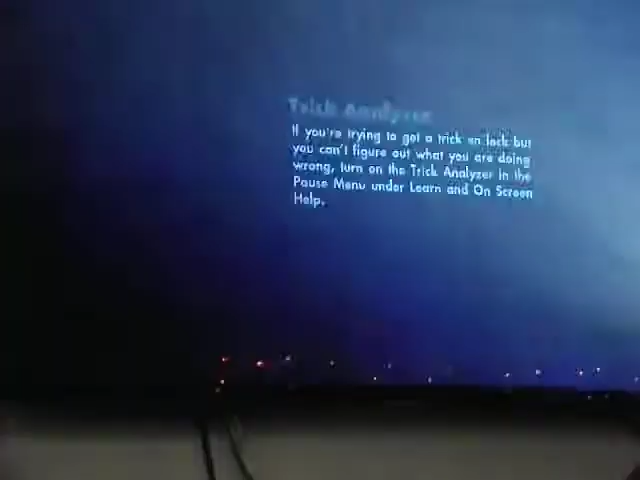 Trick Analyzer
If you're trying to get a trick on lock but
you can't figure out what you are doing
wrong, turn on the Trick Analyzer in the
Pause Menu under Learn and On Screen
Help.